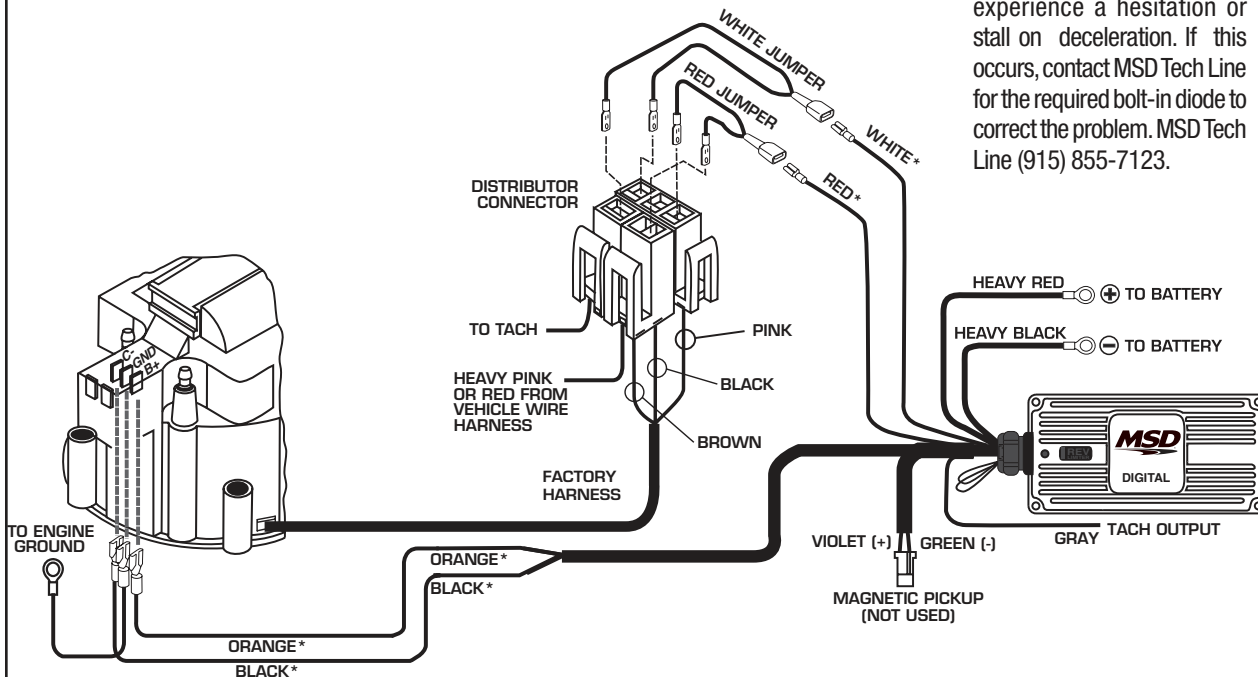 experience a hesitation or
stall on deceleration. If this
occurs, contact MSD Tech Line
for the required bolt-in diode to
correct the problem. MSD Tech
Line (915) 855-7123.
WHITE JUMPER
RED JUMPER
WHITE*
RED*
DISTRIBUTOR
CONNECTOR
C-
GND
B+
TO TACH
PINK
HEAVY PINK
OR RED FROM
VEHICLE WIRE
HARNESS
BLACK
BROWN
HEAVY RED
+ TO BATTERY
HEAVY BLACK
- TO BATTERY
MSD
REV
DIGITAL
FACTORY
HARNESS
TO ENGINE
GROUND
ORANGE*
BLACK*
VIOLET (+)
GREEN (-)
GRAY
TACH OUTPUT
MAGNETIC PICKUP
(NOT USED)
ORANGE*
BLACK*